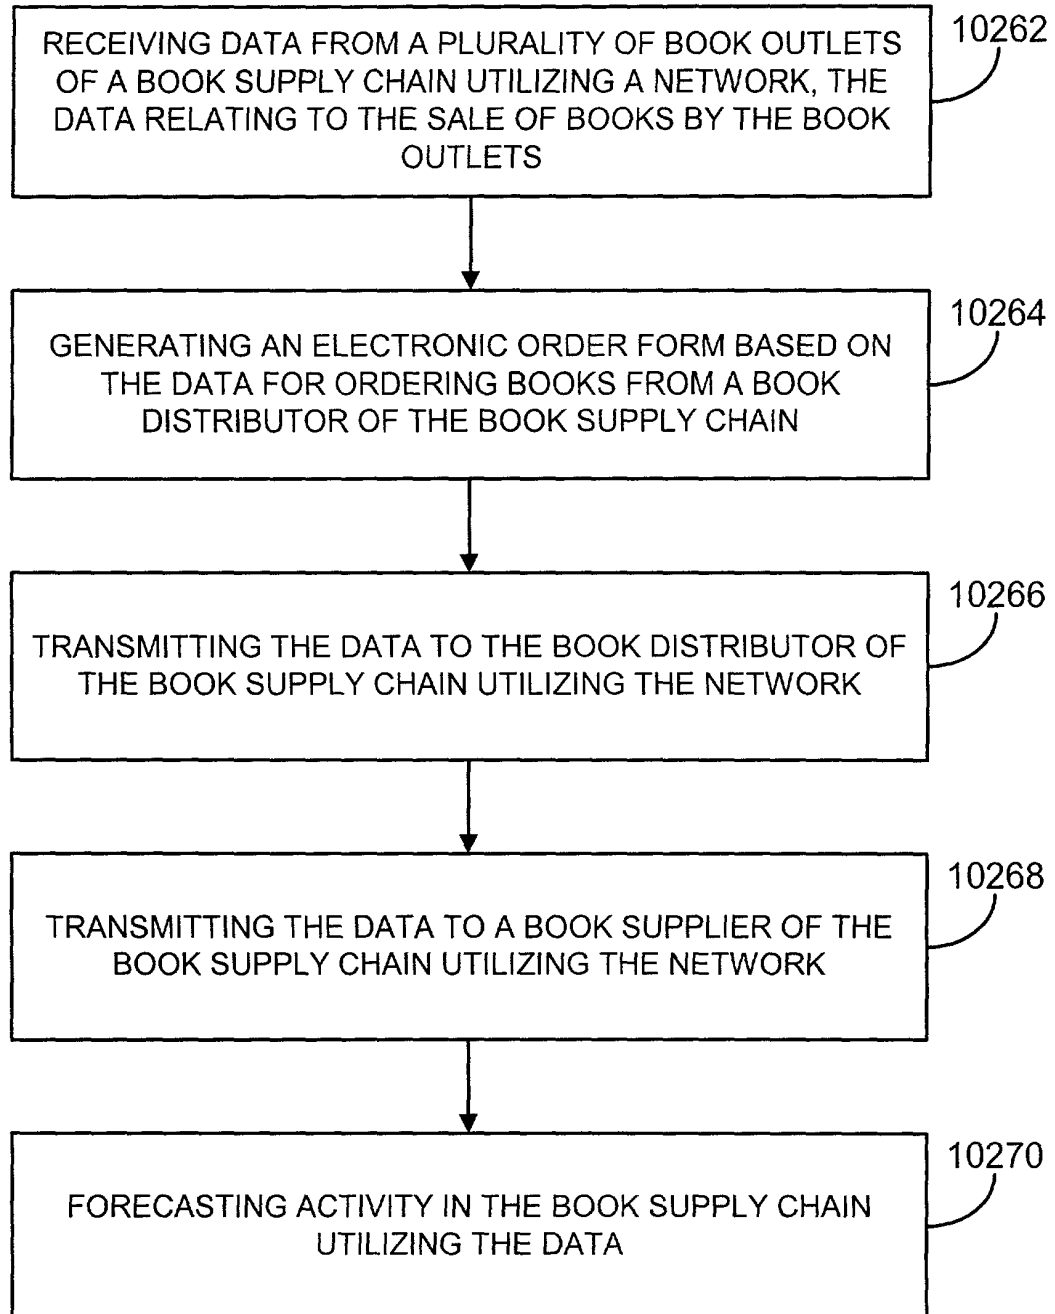 RECEIVING DATA FROM A PLURALITY OF BOOK OUTLETS
OF A BOOK SUPPLY CHAIN UTILIZING A NETWORK, THE
DATA RELATING TO THE SALE OF BOOKS BY THE BOOK
OUTLETS
10262
GENERATING AN ELECTRONIC ORDER FORM BASED ON
THE DATA FOR ORDERING BOOKS FROM A BOOK
DISTRIBUTOR OF THE BOOK SUPPLY CHAIN
10264
TRANSMITTING THE DATA TO THE BOOK DISTRIBUTOR OF
THE BOOK SUPPLY CHAIN UTILIZING THE NETWORK
10266
TRANSMITTING THE DATA TO A BOOK SUPPLIER OF THE
BOOK SUPPLY CHAIN UTILIZING THE NETWORK
10268
FORECASTING ACTIVITY IN THE BOOK SUPPLY CHAIN
UTILIZING THE DATA
10270